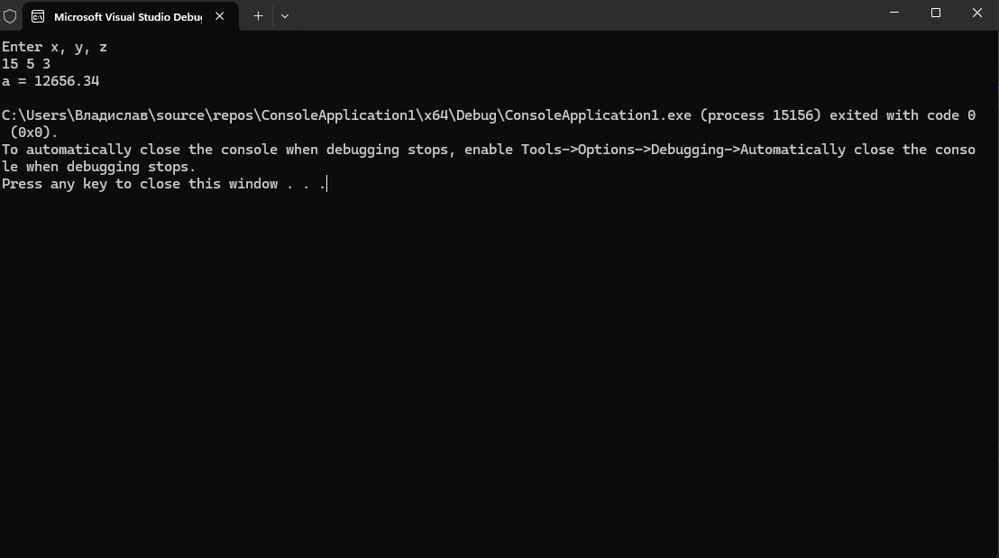 Microsoft Visual Studio Debu
Enter x, y, z
15 5 3
a = 12656.34
C:\Users\Владислав\source\repos\ConsoleApplication1\x64\Debug\ConsoleApplication1.exe (process 15156) exited with code 0
(0x0).
To automatically close the console when debugging stops, enable Tools->Options->Debugging->Automatically close the conso
le when debugging stops.
Press any key to close this window . . .